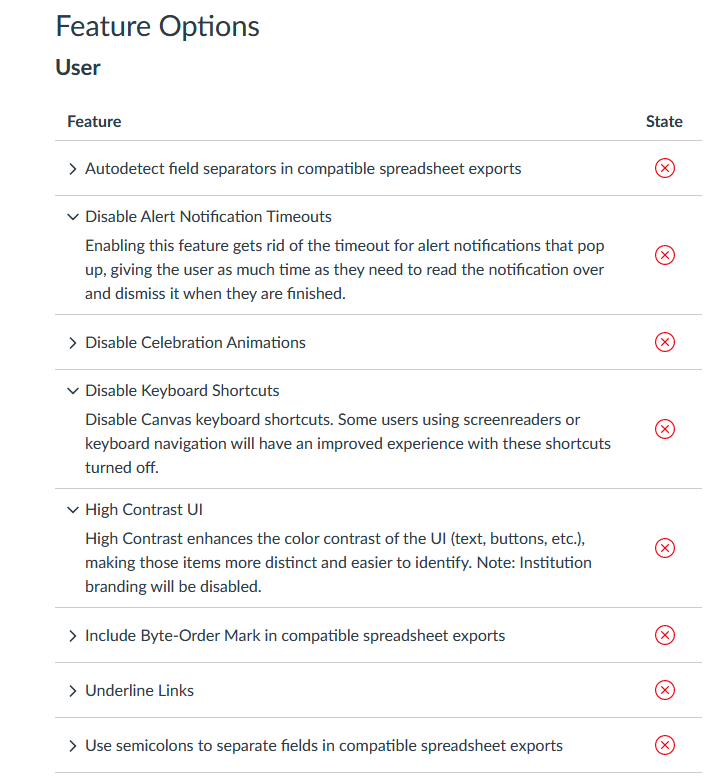 Feature Options
User
Feature State
Autodetect field separators in compatible spreadsheet exports
Disable Alert Notification Timeouts
Enabling this feature gets rid of the timeout for alert notifications that pop
up, giving the user as much time as they need to read the notification over
and dismiss it when they are finished.
Disable Celebration Animations
Disable Keyboard Shortcuts
Disable Canvas keyboard shortcuts. Some users using screenreaders or
keyboard navigation will have an improved experience with these shortcuts
turned off.
High Contrast UI
High Contrast enhances the color contrast of the UI (text, buttons, etc.),
making those items more distinct and easier to identify. Note: Institution
branding will be disabled.
Include Byte-Order Mark in compatible spreadsheet exports
Underline Links
Use semicolons to separate fields in compatible spreadsheet exports